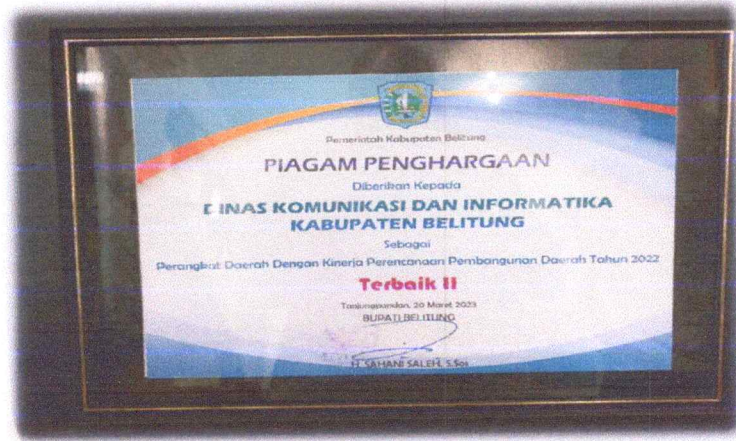 Pemerintah Kabupaten Belitung
PIAGAM PENGHARGAAN
Diberikan Kepada
DINAS KOMUNIKASI DAN INFORMATIKA
KABUPATEN BELITUNG
Sebagai
Perangkat Daerah Dengan Kinerja Perencanaan Pembangunan Daerah Tahun 2022
Terbaik II
Tanjungpandan, 20 Maret 2023
BUPATI BELITUNG
H. SAHANI SALEH, S.Sos